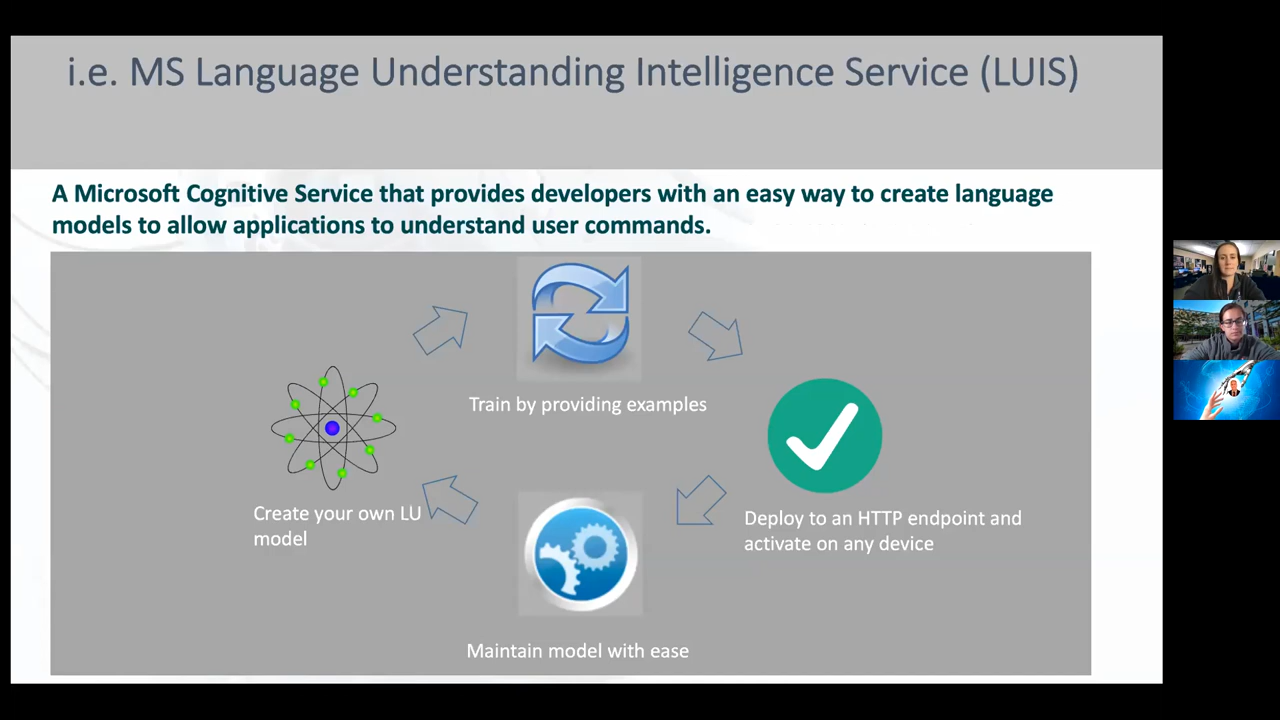 i.e. MS Language Understanding Intelligence Service (LUIS)
A Microsoft Cognitive Service that provides developers with an easy way to create language
models to allow applications to understand user commands.
Train by providing examples
Create your own LU
model
Deploy to an HTTP endpoint and
activate on any device
Maintain model with ease